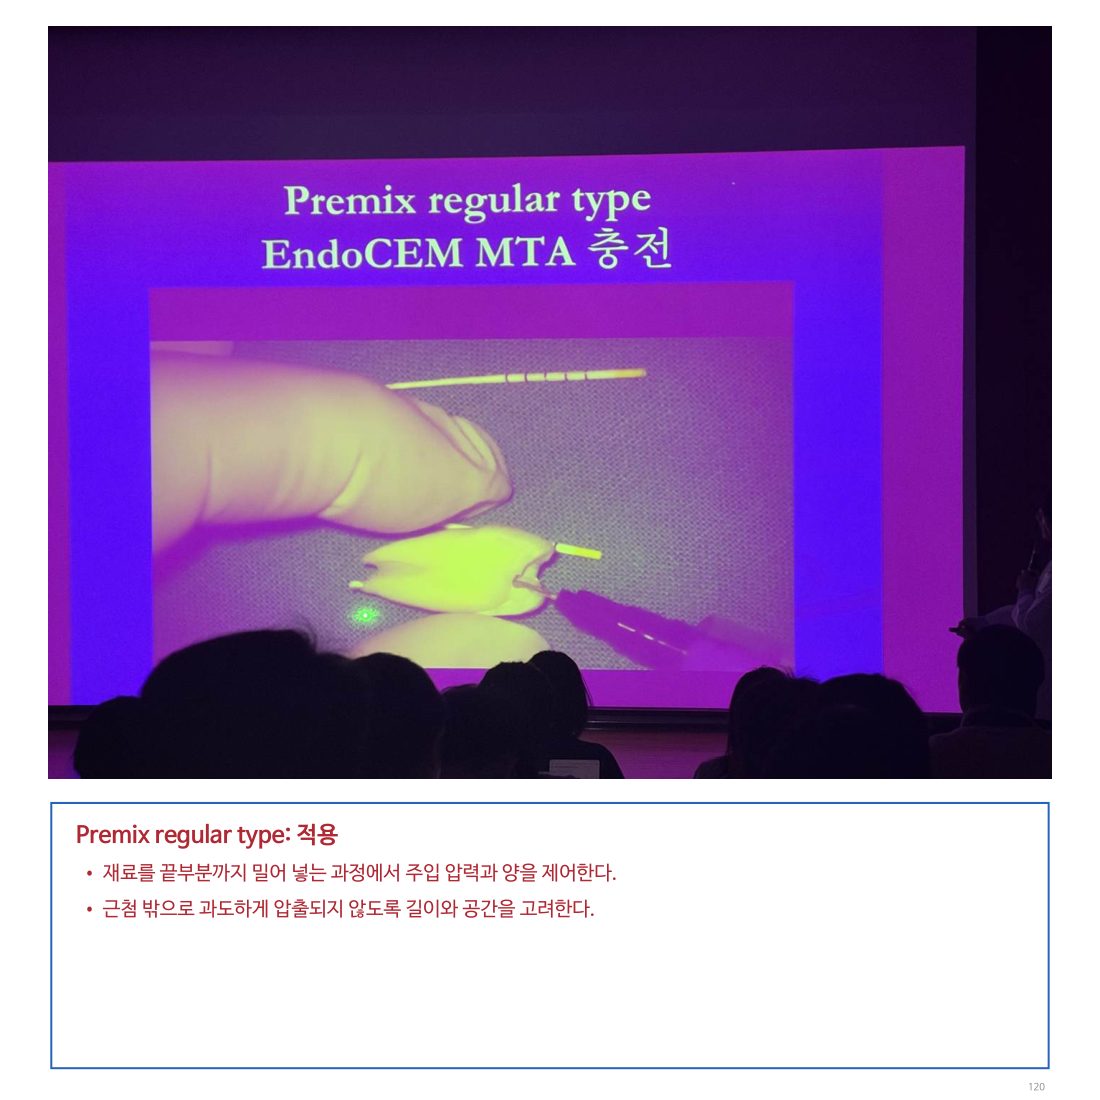 Premix regular type
EndoCEM MTA 충전
Premix regular type: 적용
• 재료를 끝부분까지 밀어 넣는 과정에서 주입 압력과 양을 제어한다.
• 근첨 밖으로 과도하게 압출되지 않도록 길이와 공간을 고려한다.
120